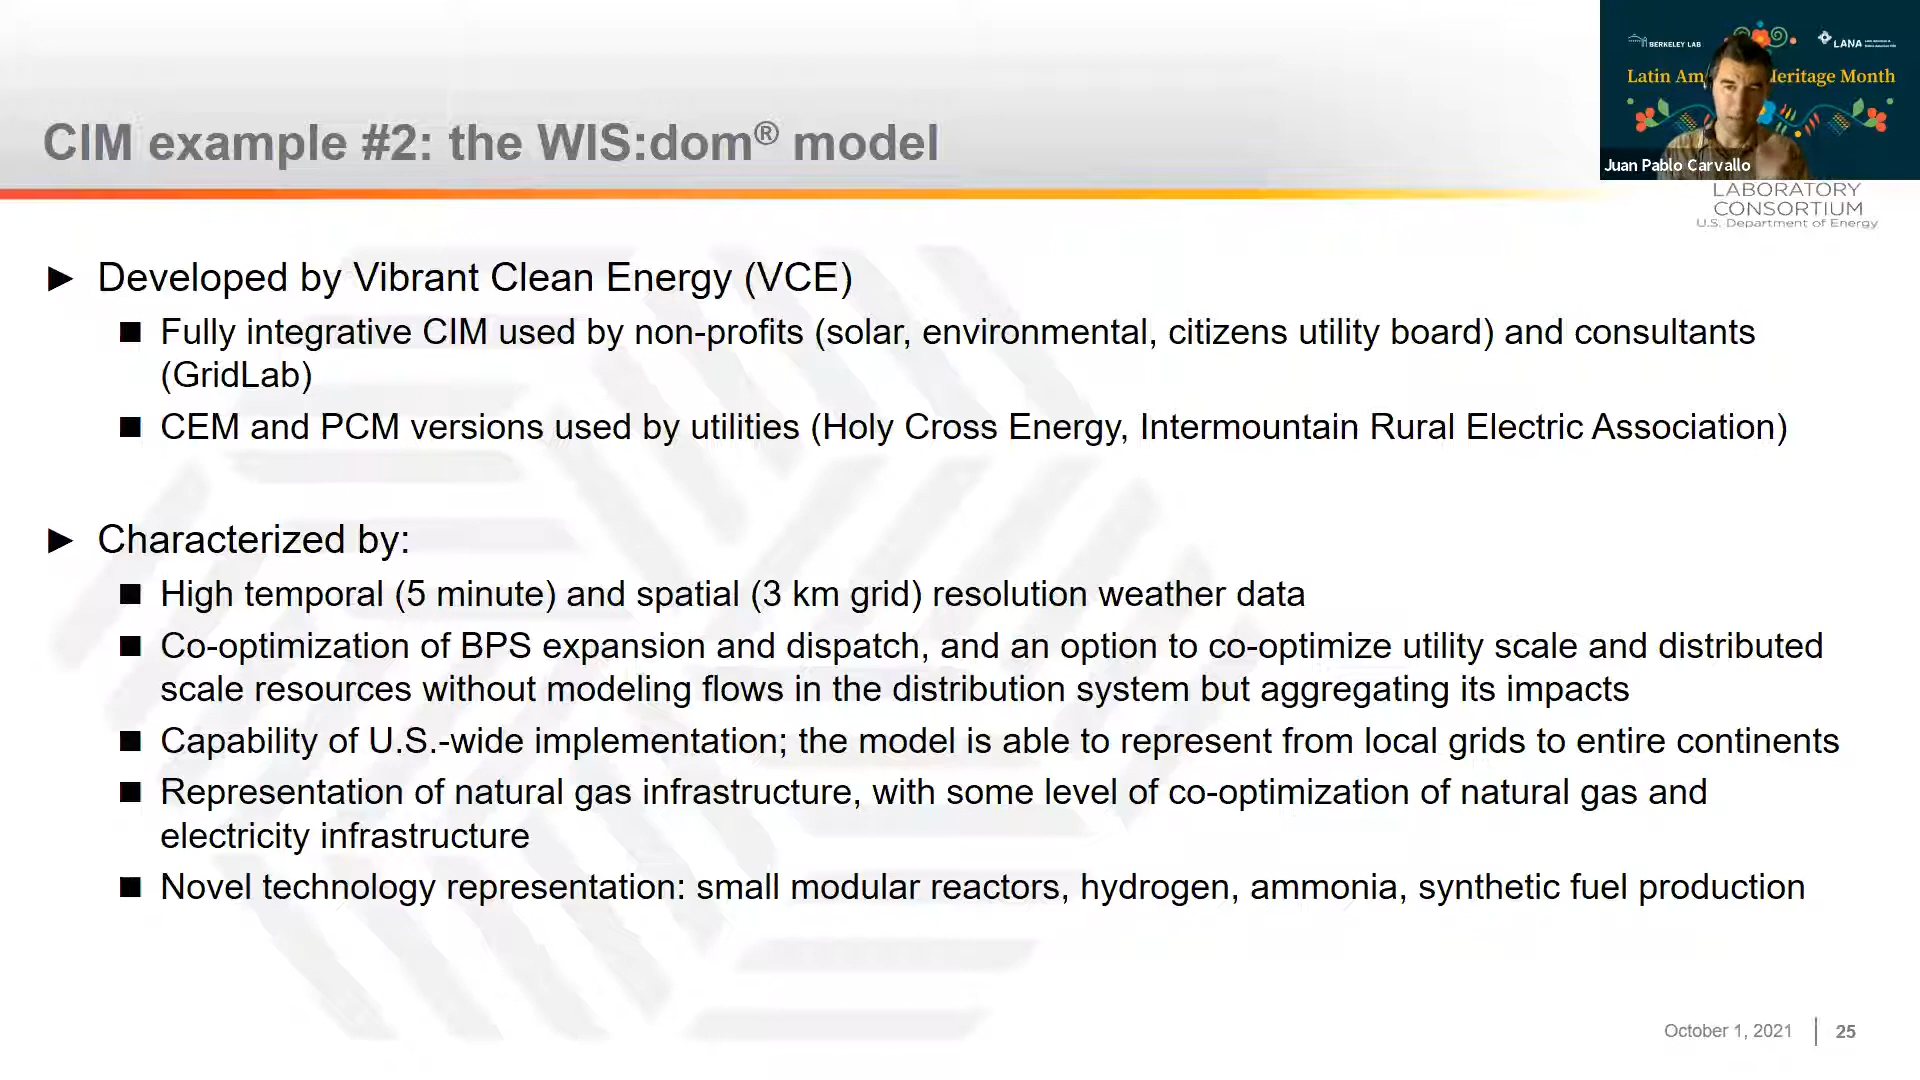 BERKELEY LAB
LANA
Latin Am Heritage Month
Juan Pablo Carvallo
CIM example #2: the WIS:dom® model
LABORATORY
CONSORTIUM
U.S. Department of Energy
► Developed by Vibrant Clean Energy (VCE)
■ Fully integrative CIM used by non-profits (solar, environmental, citizens utility board) and consultants
(GridLab)
■ CEM and PCM versions used by utilities (Holy Cross Energy, Intermountain Rural Electric Association)
► Characterized by:
■ High temporal (5 minute) and spatial (3 km grid) resolution weather data
■ Co-optimization of BPS expansion and dispatch, and an option to co-optimize utility scale and distributed
scale resources without modeling flows in the distribution system but aggregating its impacts
■ Capability of U.S.-wide implementation; the model is able to represent from local grids to entire continents
■ Representation of natural gas infrastructure, with some level of co-optimization of natural gas and
electricity infrastructure
■ Novel technology representation: small modular reactors, hydrogen, ammonia, synthetic fuel production
October 1, 2021 | 25